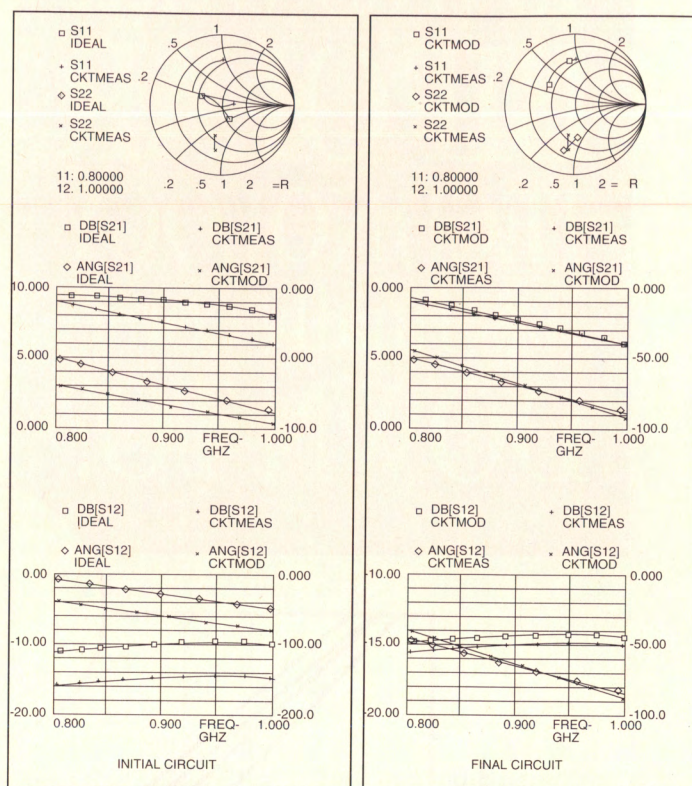 □ S11
IDEAL
+ S11
CKTMEAS
◇ S22
IDEAL
× S22
CKTMEAS
11: 0.80000
12. 1.00000
1
.5
2
.2
.2 .5 1 2 =R
□ DB[S21]
IDEAL
+ DB[S21]
CKTMEAS
◇ ANG[S21]
IDEAL
× ANG[S21]
CKTMOD
10.000
5.000
0.000
0.000
0.000
-100.0
0.800 0.900 FREQ-
GHZ
1.000
□ DB[S12]
IDEAL
+ DB[S12]
CKTMEAS
◇ ANG[S12]
IDEAL
× ANG[S12]
CKTMOD
0.00
-10.00
-20.00
0.000
-100.00
-200.0
0.800 0.900 FREQ-
GHZ
1.000
INITIAL CIRCUIT
□ S11
CKTMOD
+ S11
CKTMEAS
◇ S22
CKTMOD
× S22
CKTMEAS
11: 0.80000
12. 1.00000
1
.5
2
.2
.2 .5 1 2 = R
□ DB[S21]
CKTMOD
+ DB[S21]
CKTMEAS
◇ ANG[S21]
CKTMEAS
× ANG[S21]
CKTMOD
10.000
5.000
0.000
0.000
-50.00
-100.0
0.800 0.900 FREQ-
GHZ
1.000
□ DB[S12]
CKTMOD
+ DB[S12]
CKTMEAS
◇ ANG[S12]
CKTMEAS
× ANG[S12]
CKTMOD
-10.00
-15.00
-20.00
0.000
-50.00
-100.0
0.800 0.900 FREQ-
GHZ
1.000
FINAL CIRCUIT